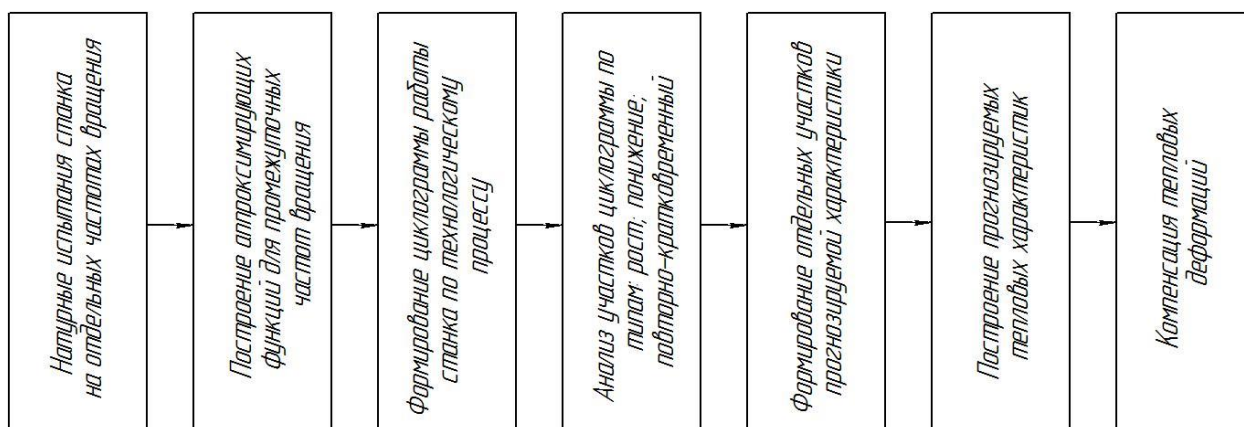 Натурные испытания станка
на отдельных частотах вращения
Построение аппроксимирующих
функций для промежуточных
частот вращения
Формирование циклограммы работы
станка по технологическому
процессу
Анализ участков циклограммы по
типам: рост; понижение;
повторно-кратковременный
Формирование отдельных участков
прогнозируемой характеристики
Построение прогнозируемых
тепловых характеристик
Компенсация тепловых
деформаций